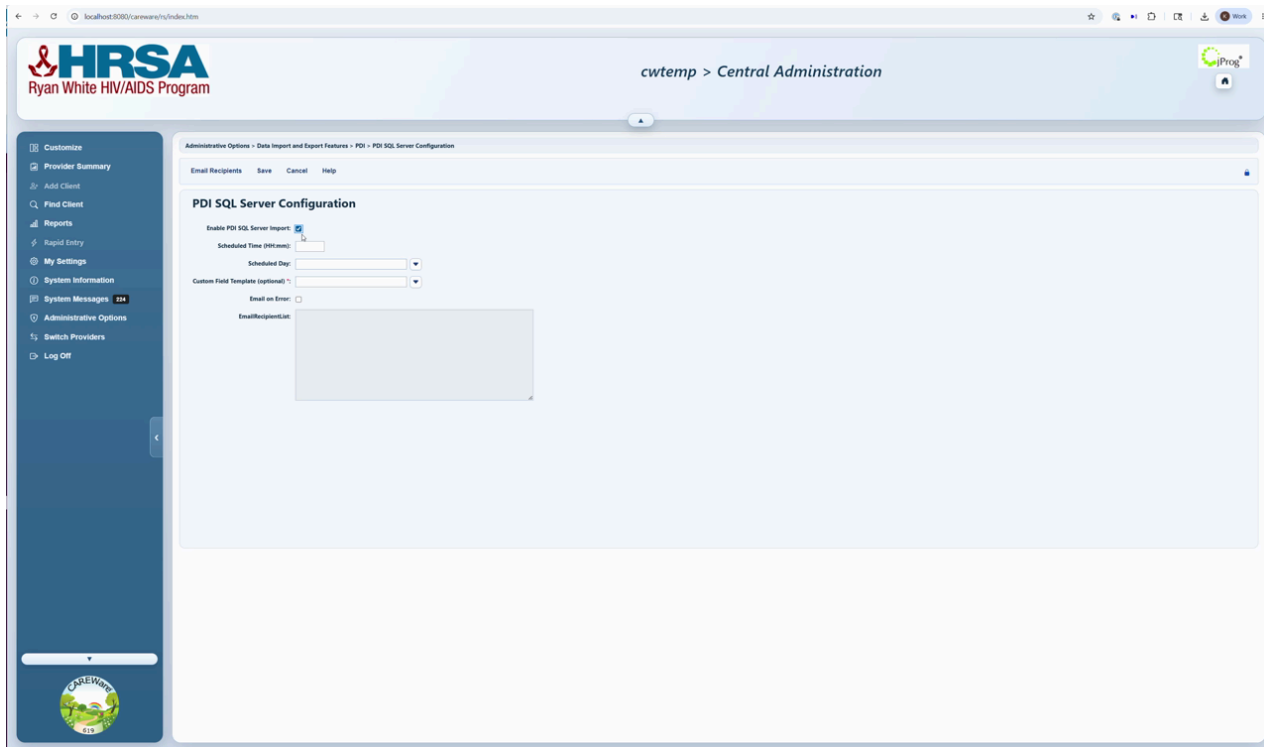 localhost:8080/careware/rs/index.htm
K
Work
HRSA
Ryan White HIV/AIDS Program
cwtemp > Central Administration
jProg
Customize
Provider Summary
Add Client
Find Client
Reports
Rapid Entry
My Settings
System Information
System Messages 224
Administrative Options
Switch Providers
Log Off
CAREWare
619
Administrative Options > Data Import and Export Features > PDI > PDI SQL Server Configuration
Email Recipients Save Cancel Help
PDI SQL Server Configuration
Enable PDI SQL Server Import:
Scheduled Time (HH:mm):
Scheduled Day:
Custom Field Template (optional) *:
Email on Error:
EmailRecipientList: